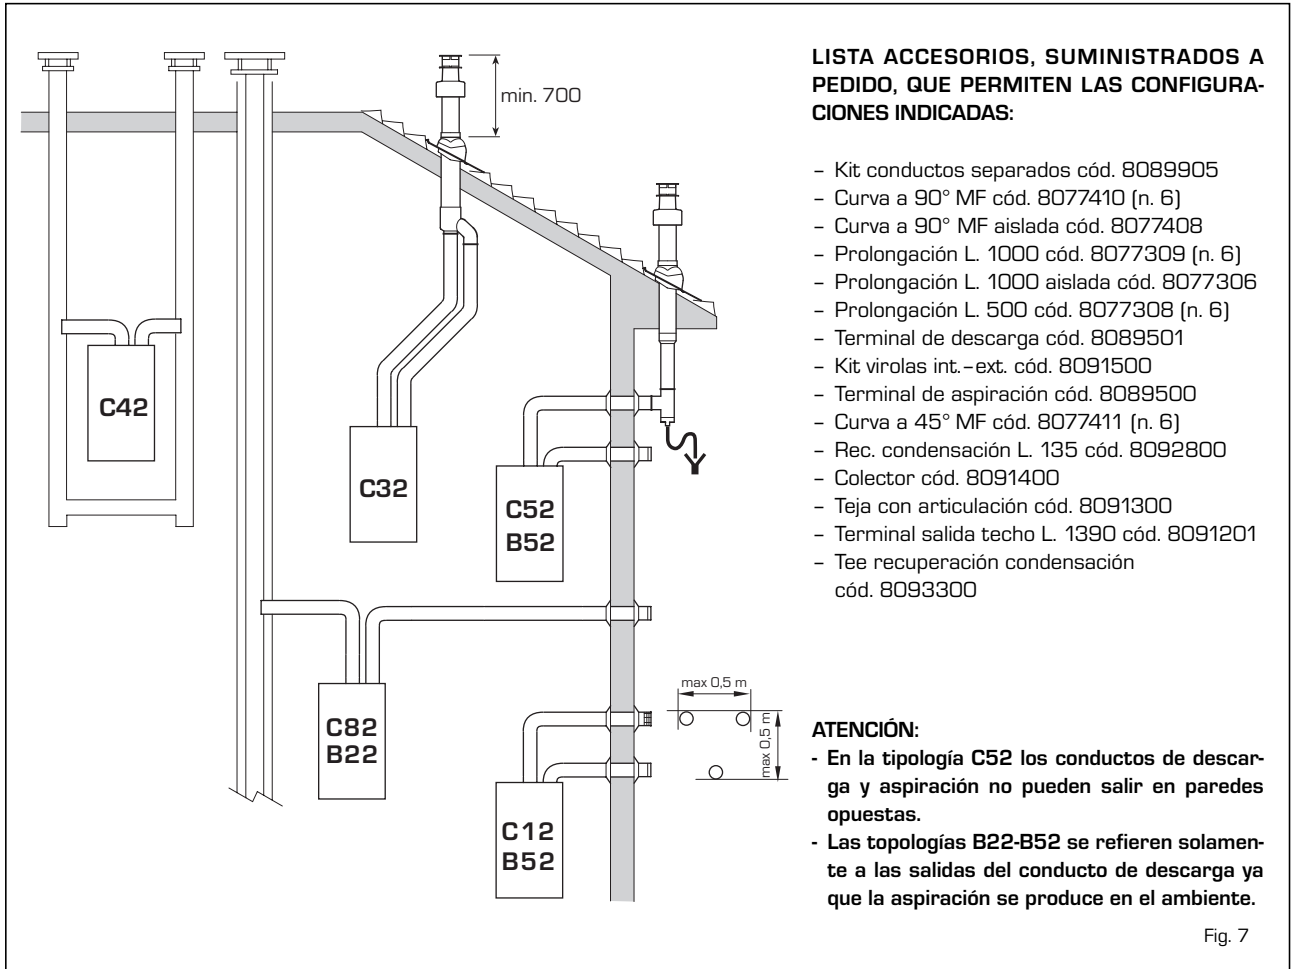 min. 700
C42
C32
C52
B52
C82
B22
max 0,5 m
max 0,5 m
C12
B52
LISTA ACCESORIOS, SUMINISTRADOS A
PEDIDO, QUE PERMITEN LAS CONFIGURA-
CIONES INDICADAS:
– Kit conductos separados cód. 8089905
– Curva a 90° MF cód. 8077410 (n. 6)
– Curva a 90° MF aislada cód. 8077408
– Prolongación L. 1000 cód. 8077309 (n. 6)
– Prolongación L. 1000 aislada cód. 8077306
– Prolongación L. 500 cód. 8077308 (n. 6)
– Terminal de descarga cód. 8089501
– Kit virolas int.–ext. cód. 8091500
– Terminal de aspiración cód. 8089500
– Curva a 45° MF cód. 8077411 (n. 6)
– Rec. condensación L. 135 cód. 8092800
– Colector cód. 8091400
– Teja con articulación cód. 8091300
– Terminal salida techo L. 1390 cód. 8091201
– Tee recuperación condensación
cód. 8093300
ATENCIÓN:
- En la tipología C52 los conductos de descar-
ga y aspiración no pueden salir en paredes
opuestas.
- Las topologías B22-B52 se refieren solamen-
te a las salidas del conducto de descarga ya
que la aspiración se produce en el ambiente.
Fig. 7